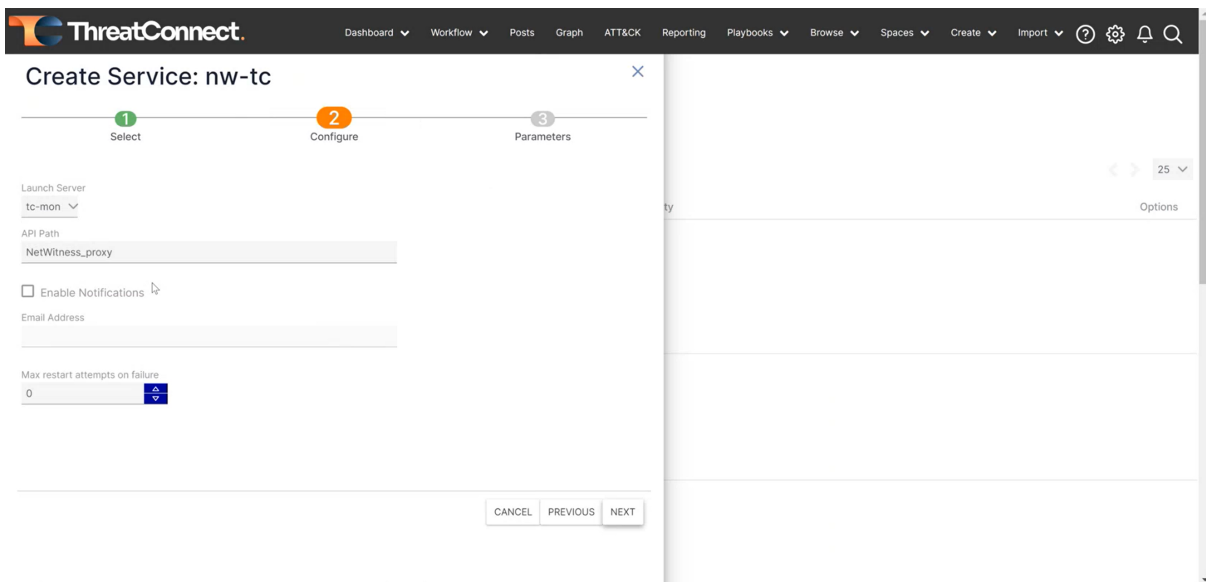 ThreatConnect.
Dashboard Workflow Posts Graph ATT&CK Reporting Playbooks Browse Spaces Create Import
Create Service: nw-tc
1 2 3
Select Configure Parameters
25
Launch Server
tc-mon
ty Options
API Path
NetWitness_proxy
Enable Notifications
Email Address
Max restart attempts on failure
0
CANCEL PREVIOUS NEXT